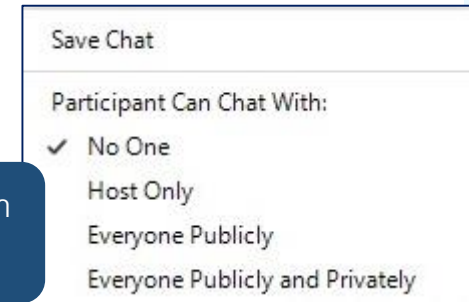 Save Chat
Participant Can Chat With:
✓ No One
Host Only
Everyone Publicly
Everyone Publicly and Privately